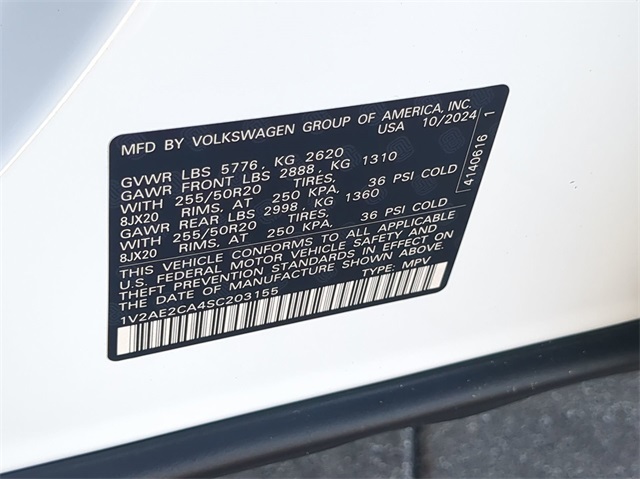 MFD BY VOLKSWAGEN GROUP OF AMERICA, INC.
USA 10/2024
GVWR LBS 5776, KG 2620
GAWR FRONT LBS 2888, KG 1310
WITH 255/50R20 TIRES, 36 PSI COLD
8JX20 RIMS, AT 250 KPA,
GAWR REAR LBS 2998, KG 1360
WITH 255/50R20 TIRES, 36 PSI COLD
8JX20 RIMS, AT 250 KPA,
THIS VEHICLE CONFORMS TO ALL APPLICABLE
U.S. FEDERAL MOTOR VEHICLE SAFETY AND
THEFT PREVENTION STANDARDS IN EFFECT ON
THE DATE OF MANUFACTURE SHOWN ABOVE.
1V2AE2CA4SC203155 TYPE: MPV
4140616 1